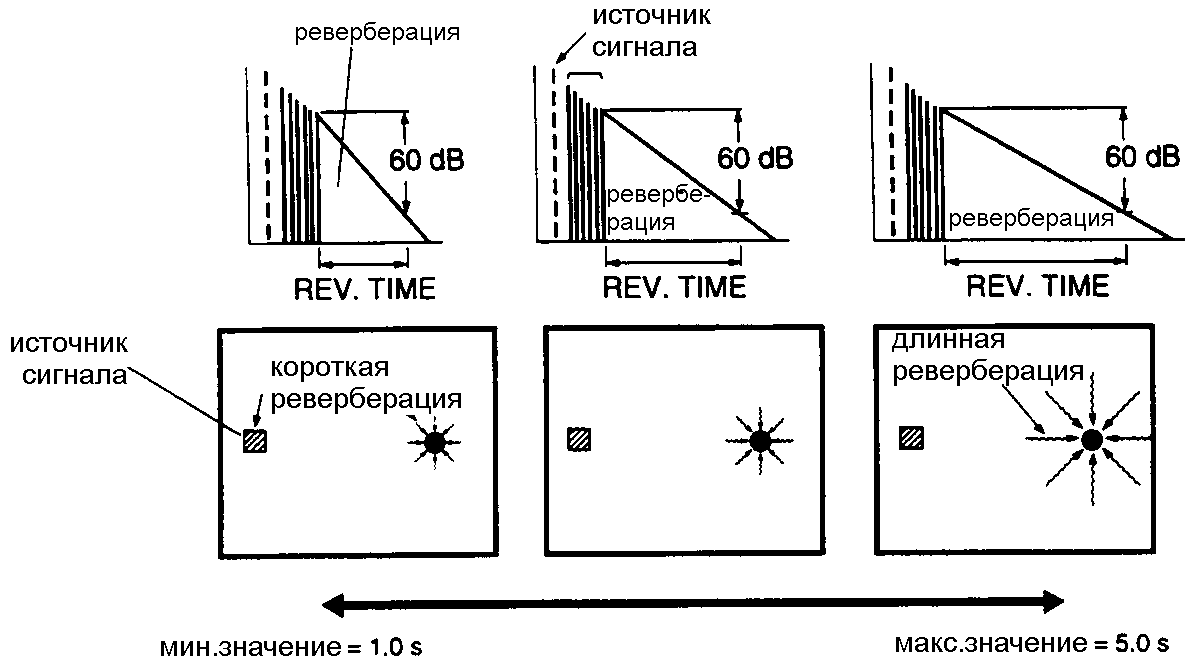 реверберация
источник
сигнала
60 dB
60 dB
60 dB
ревербе-
рация
реверберация
REV. TIME
REV. TIME
REV. TIME
источник
сигнала
короткая
реверберация
длинная
реверберация
мин.значение = 1.0 s
макс.значение = 5.0 s